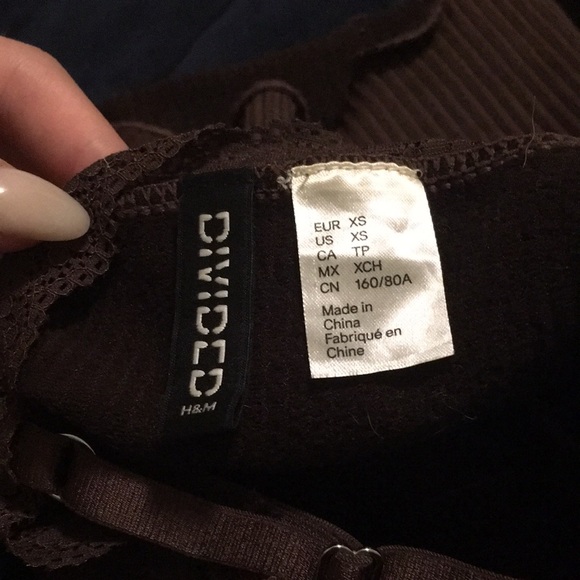 DIVIDED
H&M
EUR XS
US XS
CA TP
MX XCH
CN 160/80A
Made in
China
Fabriqué en
Chine